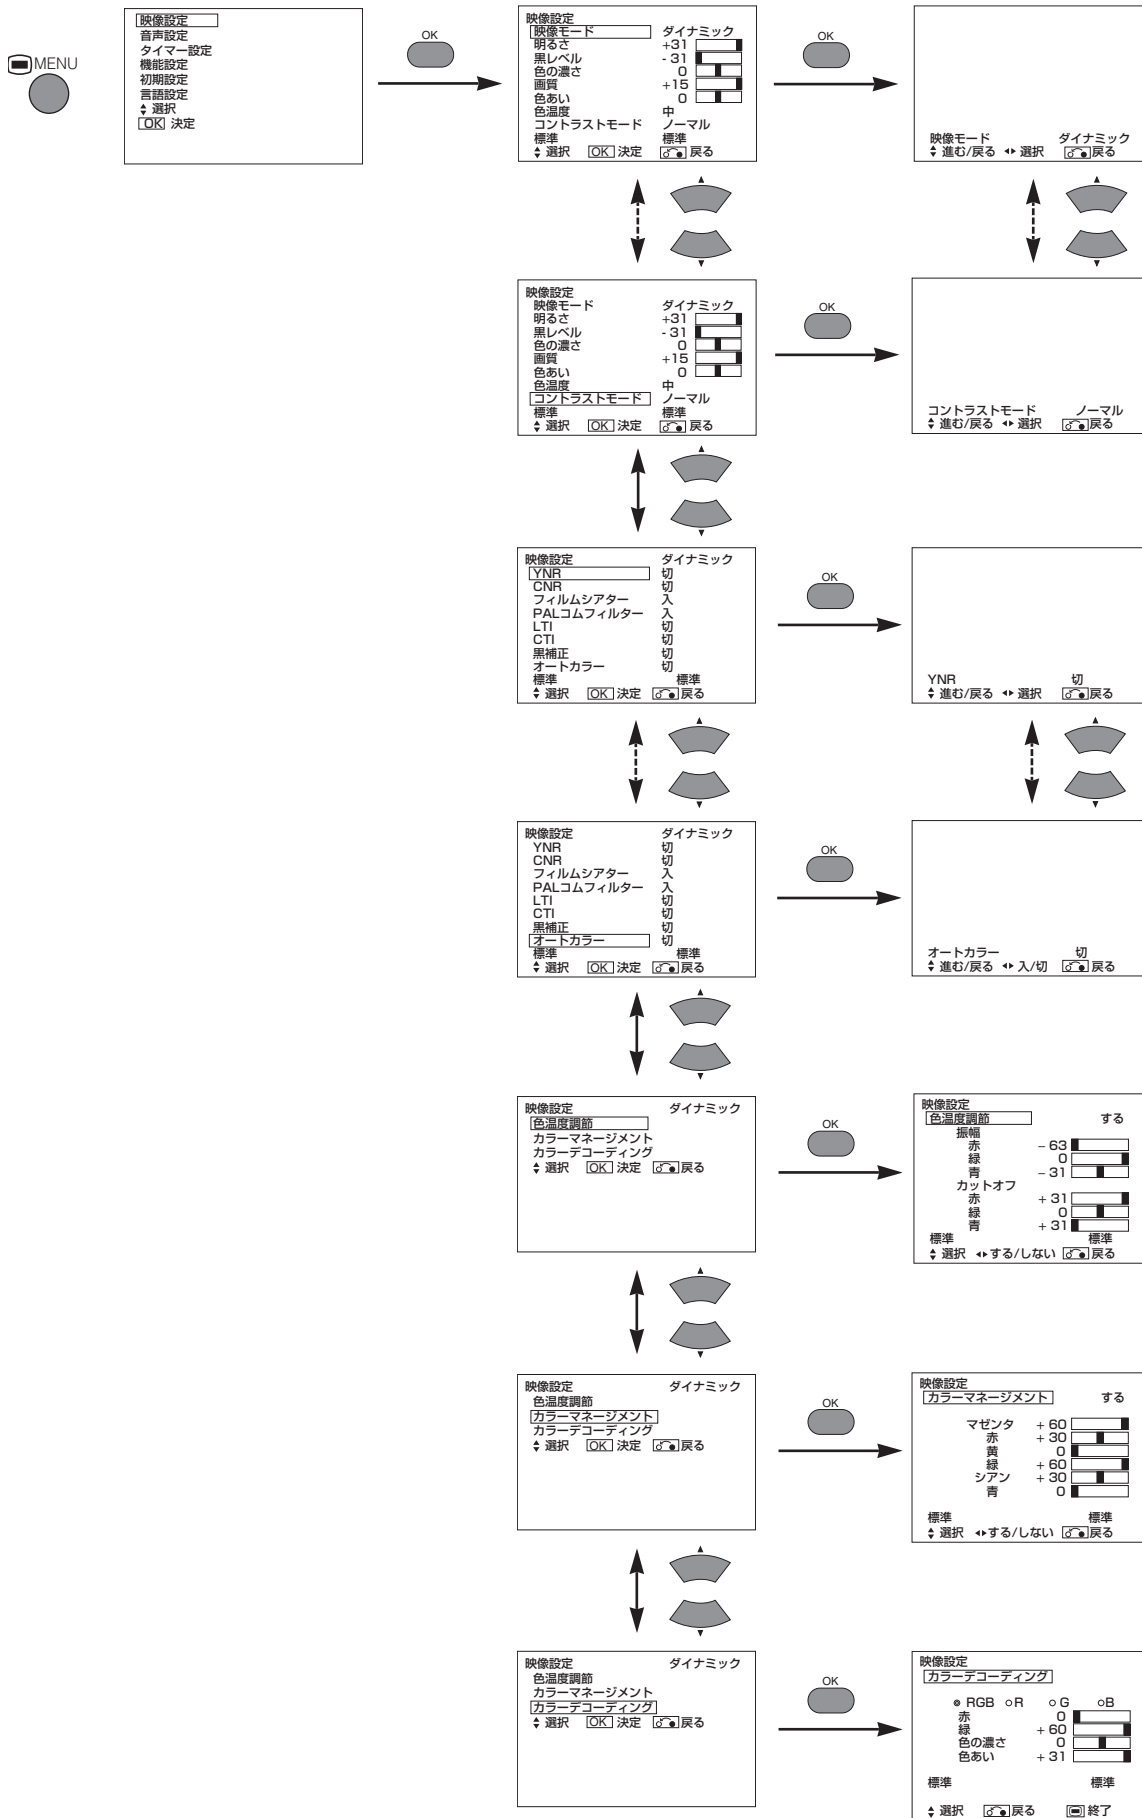 MENU
映像設定
音声設定
タイマー設定
機能設定
初期設定
言語設定
選択
OK 決定
OK
映像設定
映像モード ダイナミック
明るさ +31
黒レベル - 31
色の濃さ 0
画質 +15
色あい 0
色温度 中
コントラストモード ノーマル
標準 標準
選択 OK 決定 戻る
OK
映像モード ダイナミック
進む/戻る 選択 戻る
映像設定
映像モード ダイナミック
明るさ +31
黒レベル - 31
色の濃さ 0
画質 +15
色あい 0
色温度 中
コントラストモード ノーマル
標準 標準
選択 OK 決定 戻る
OK
コントラストモード ノーマル
進む/戻る 選択 戻る
映像設定 ダイナミック
YNR 切
CNR 切
フィルムシアター 入
PALコムフィルター 入
LTI 切
CTI 切
黒補正 切
オートカラー 切
標準 標準
選択 OK 決定 戻る
OK
YNR 切
進む/戻る 選択 戻る
映像設定 ダイナミック
YNR 切
CNR 切
フィルムシアター 入
PALコムフィルター 入
LTI 切
CTI 切
黒補正 切
オートカラー 切
標準 標準
選択 OK 決定 戻る
OK
オートカラー 切
進む/戻る 入/切 戻る
映像設定 ダイナミック
色温度調節
カラーマネージメント
カラーデコーディング
選択 OK 決定 戻る
OK
映像設定
色温度調節 する
振幅
赤 – 63
緑 0
青 – 31
カットオフ
赤 + 31
緑 0
青 + 31
標準 標準
選択 する/しない 戻る
映像設定 ダイナミック
色温度調節
カラーマネージメント
カラーデコーディング
選択 OK 決定 戻る
OK
映像設定
カラーマネージメント する
マゼンタ + 60
赤 + 30
黄 0
緑 + 60
シアン + 30
青 0
標準 標準
選択 する/しない 戻る
映像設定 ダイナミック
色温度調節
カラーマネージメント
カラーデコーディング
選択 OK 決定 戻る
OK
映像設定
カラーデコーディング
RGB R G B
赤 0
緑 + 60
色の濃さ 0
色あい + 31
標準 標準
選択 戻る 終了